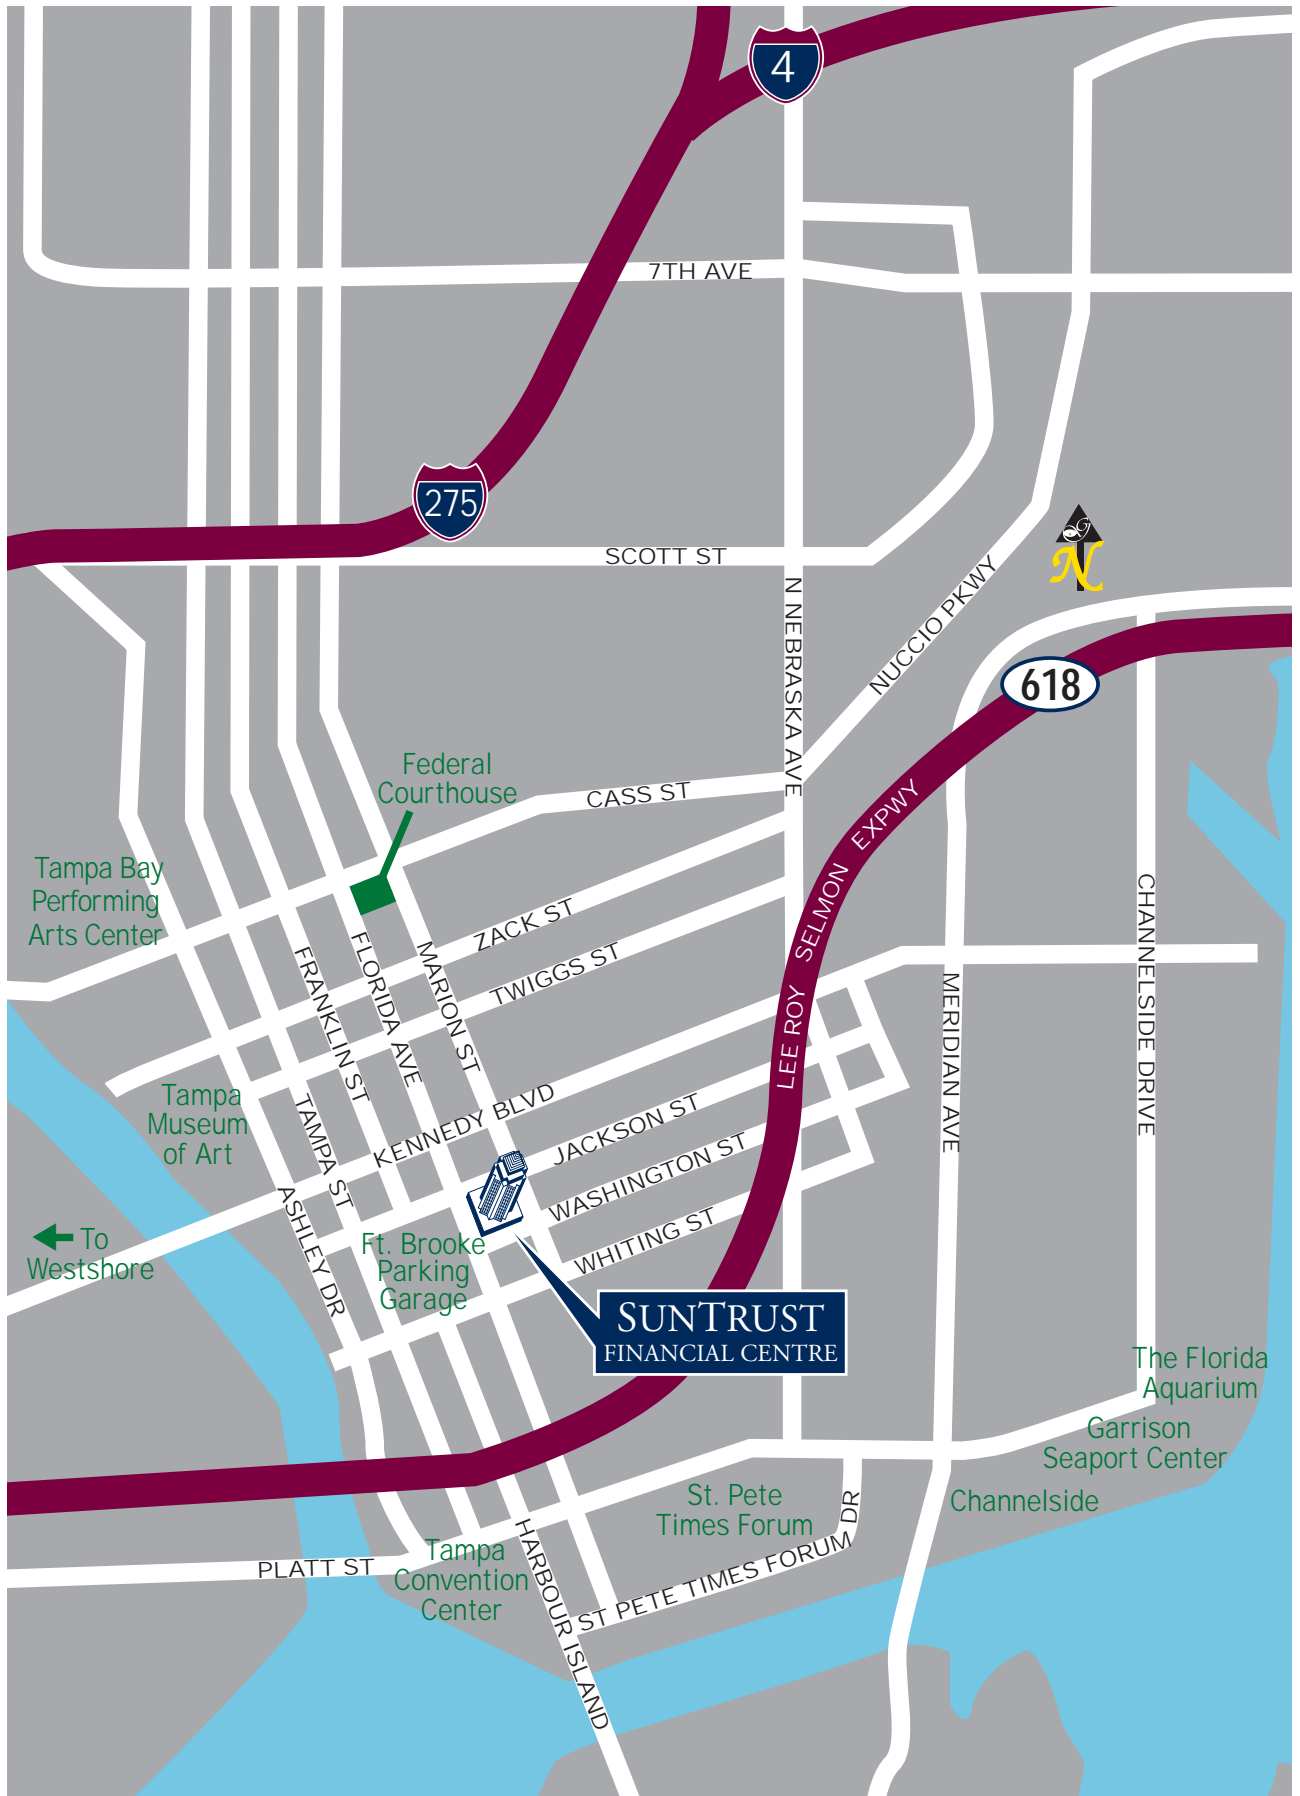 4
7TH AVE
275
SCOTT ST
N NEBRASKA AVE
NUCCIO PKWY
N
618
Federal
Courthouse
CASS ST
LEE ROY SELMON EXPWY
Tampa Bay
Performing
Arts Center
ZACK ST
TWIGGS ST
FRANKLIN ST
FLORIDA AVE
MARION ST
MERIDIAN AVE
CHANNELSIDE DRIVE
Tampa
Museum
of Art
TAMPA ST
KENNEDY BLVD
JACKSON ST
WASHINGTON ST
WHITING ST
ASHLEY DR
To
Westshore
Ft. Brooke
Parking
Garage
SUNTRUST
FINANCIAL CENTRE
The Florida
Aquarium
Garrison
Seaport Center
Channelside
St. Pete
Times Forum
ST PETE TIMES FORUM DR
PLATT ST
Tampa
Convention
Center
HARBOUR ISLAND